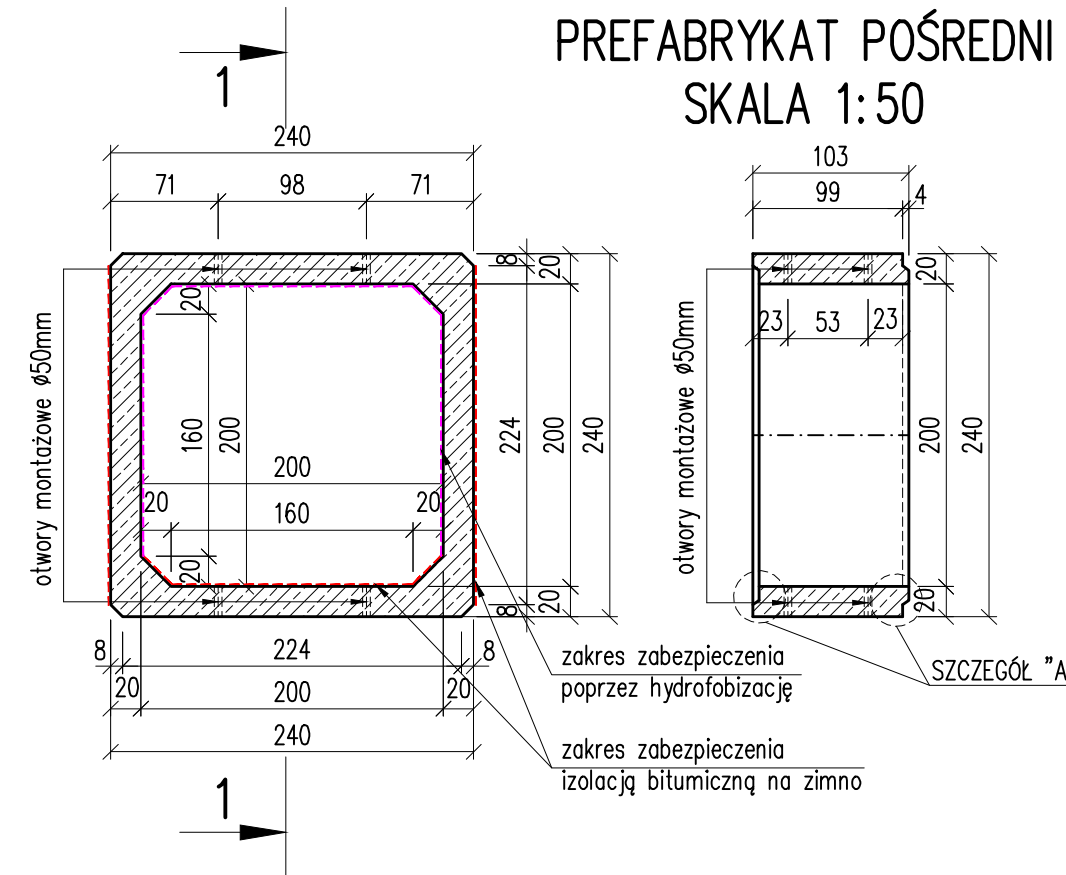 PREFABRYKAT POŚREDNI
SKALA 1:50
1
240
71 98 71
103
99 4
8 20
20
20
23 53 23
otwory montażowe ø50mm
otwory montażowe ø50mm
160 200
224 200 240
200 240
200
20 160 20
20
8 20
20
8 224 8
20 200 20
240
zakres zabezpieczenia
poprzez hydrofobizację
SZCZEGÓŁ "A
zakres zabezpieczenia
izolacją bitumiczną na zimno
1